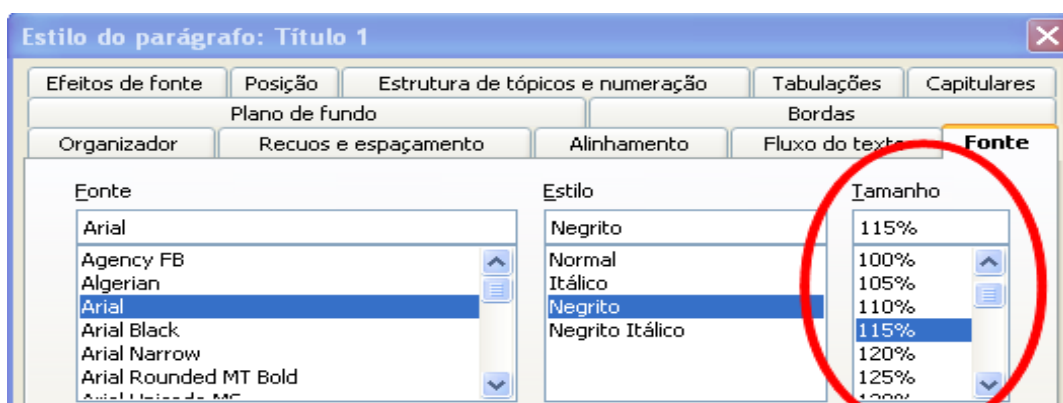 Estilo do parágrafo: Título 1
Efeitos de fonte Posição Estrutura de tópicos e numeração Tabulações Capitulares
Plano de fundo Bordas
Organizador Recuos e espaçamento Alinhamento Fluxo do texto Fonte
Fonte Estilo Tamanho
Arial Negrito 115%
Agency FB Normal 100%
Algerian Itálico 105%
Arial Negrito 110%
Arial Black Negrito Itálico 115%
Arial Narrow 120%
Arial Rounded MT Bold 125%